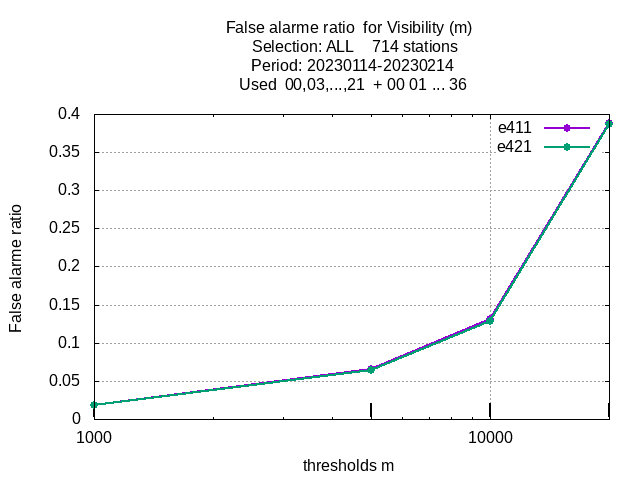 False alarme ratio  for Visibility (m)
Selection: ALL    714 stations
Period: 20230114-20230214
Used  00,03,...,21  + 00 01 ... 36
0.4
0.35
0.3
0.25
0.2
0.15
0.1
0.05
0
False alarme ratio
e411
e421
1000
10000
thresholds m